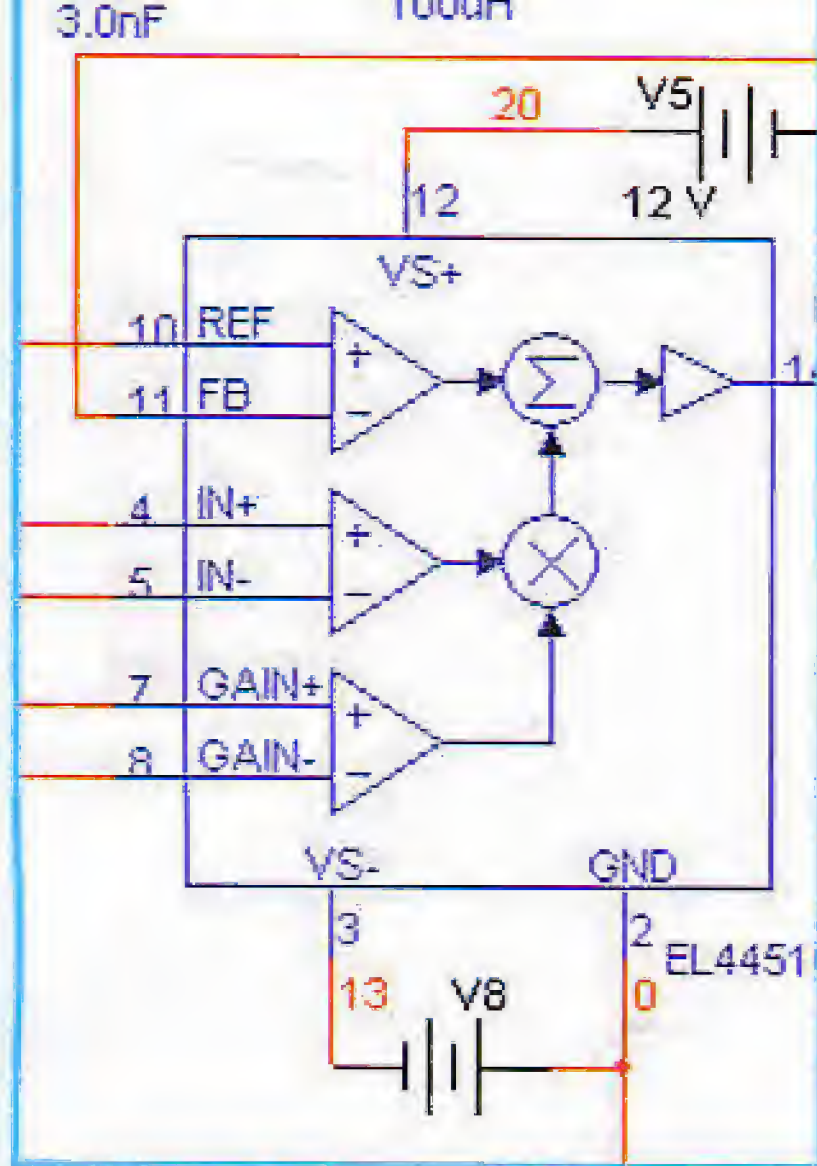 3.0nF
100uH
20
V5
12
12 V
VS+
10
REF
+
11
FB
−
Σ
4
IN+
+
5
IN-
−
7
GAIN+
+
8
GAIN-
−
VS-
GND
3
2
EL4451
13
V8
0